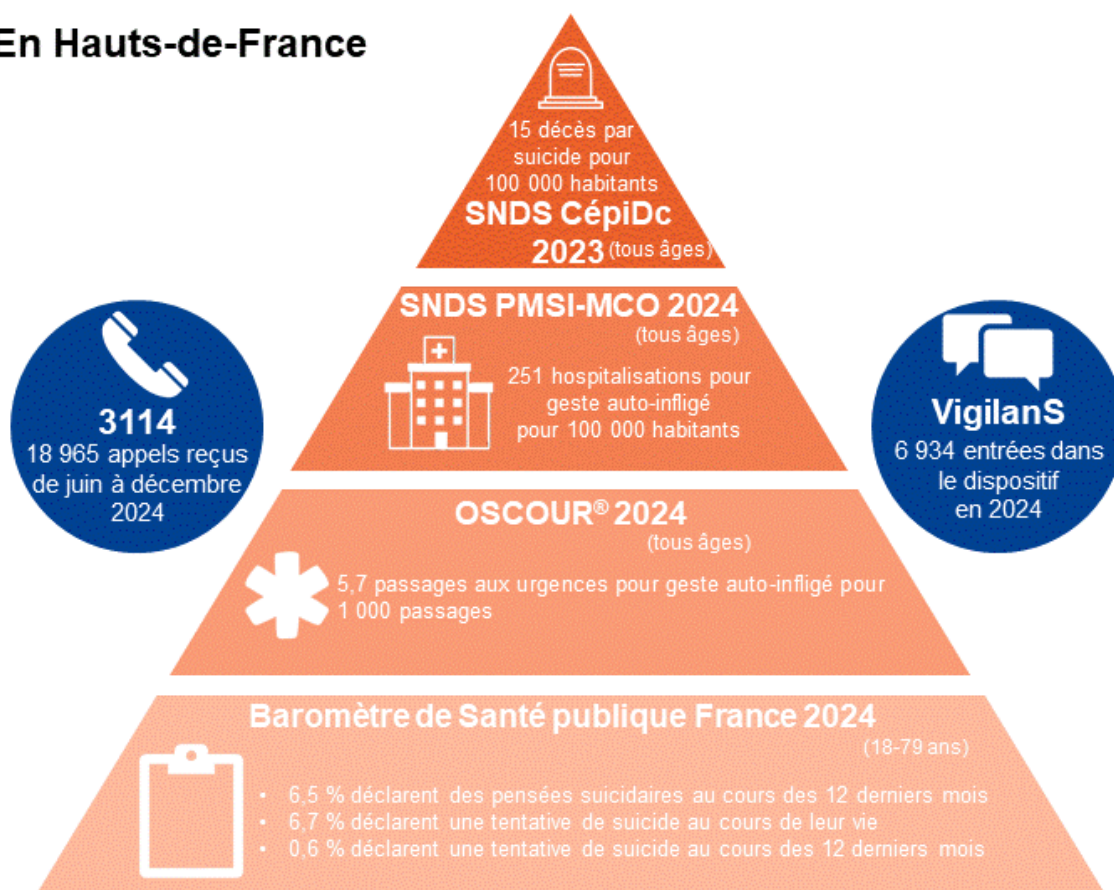 En Hauts-de-France
15 décès par
suicide pour
100 000 habitants
SNDS CépiDc
2023 (tous âges)
SNDS PMSI-MCO 2024
(tous âges)
251 hospitalisations pour
geste auto-infligé
pour 100 000 habitants
3114
18 965 appels reçus
de juin à décembre
2024
VigilanS
6 934 entrées dans
le dispositif
en 2024
OSCOUR® 2024
(tous âges)
5,7 passages aux urgences pour geste auto-infligé pour
1 000 passages
Baromètre de Santé publique France 2024
(18-79 ans)
• 6,5 % déclarent des pensées suicidaires au cours des 12 derniers mois
• 6,7 % déclarent une tentative de suicide au cours de leur vie
• 0,6 % déclarent une tentative de suicide au cours des 12 derniers mois